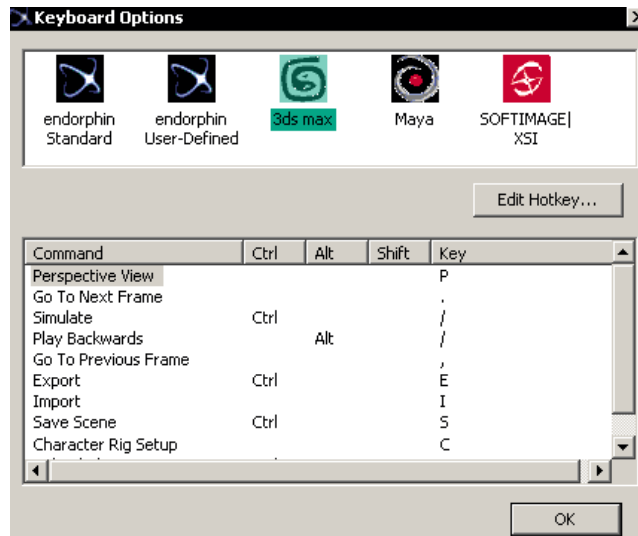 Keyboard Options
endorphin Standard
endorphin User-Defined
3ds max
Maya
SOFTIMAGE| XSI
Edit Hotkey...
Command Ctrl Alt Shift Key
Perspective View P
Go To Next Frame .
Simulate Ctrl /
Play Backwards Alt /
Go To Previous Frame ,
Export Ctrl E
Import I
Save Scene Ctrl S
Character Rig Setup C
OK